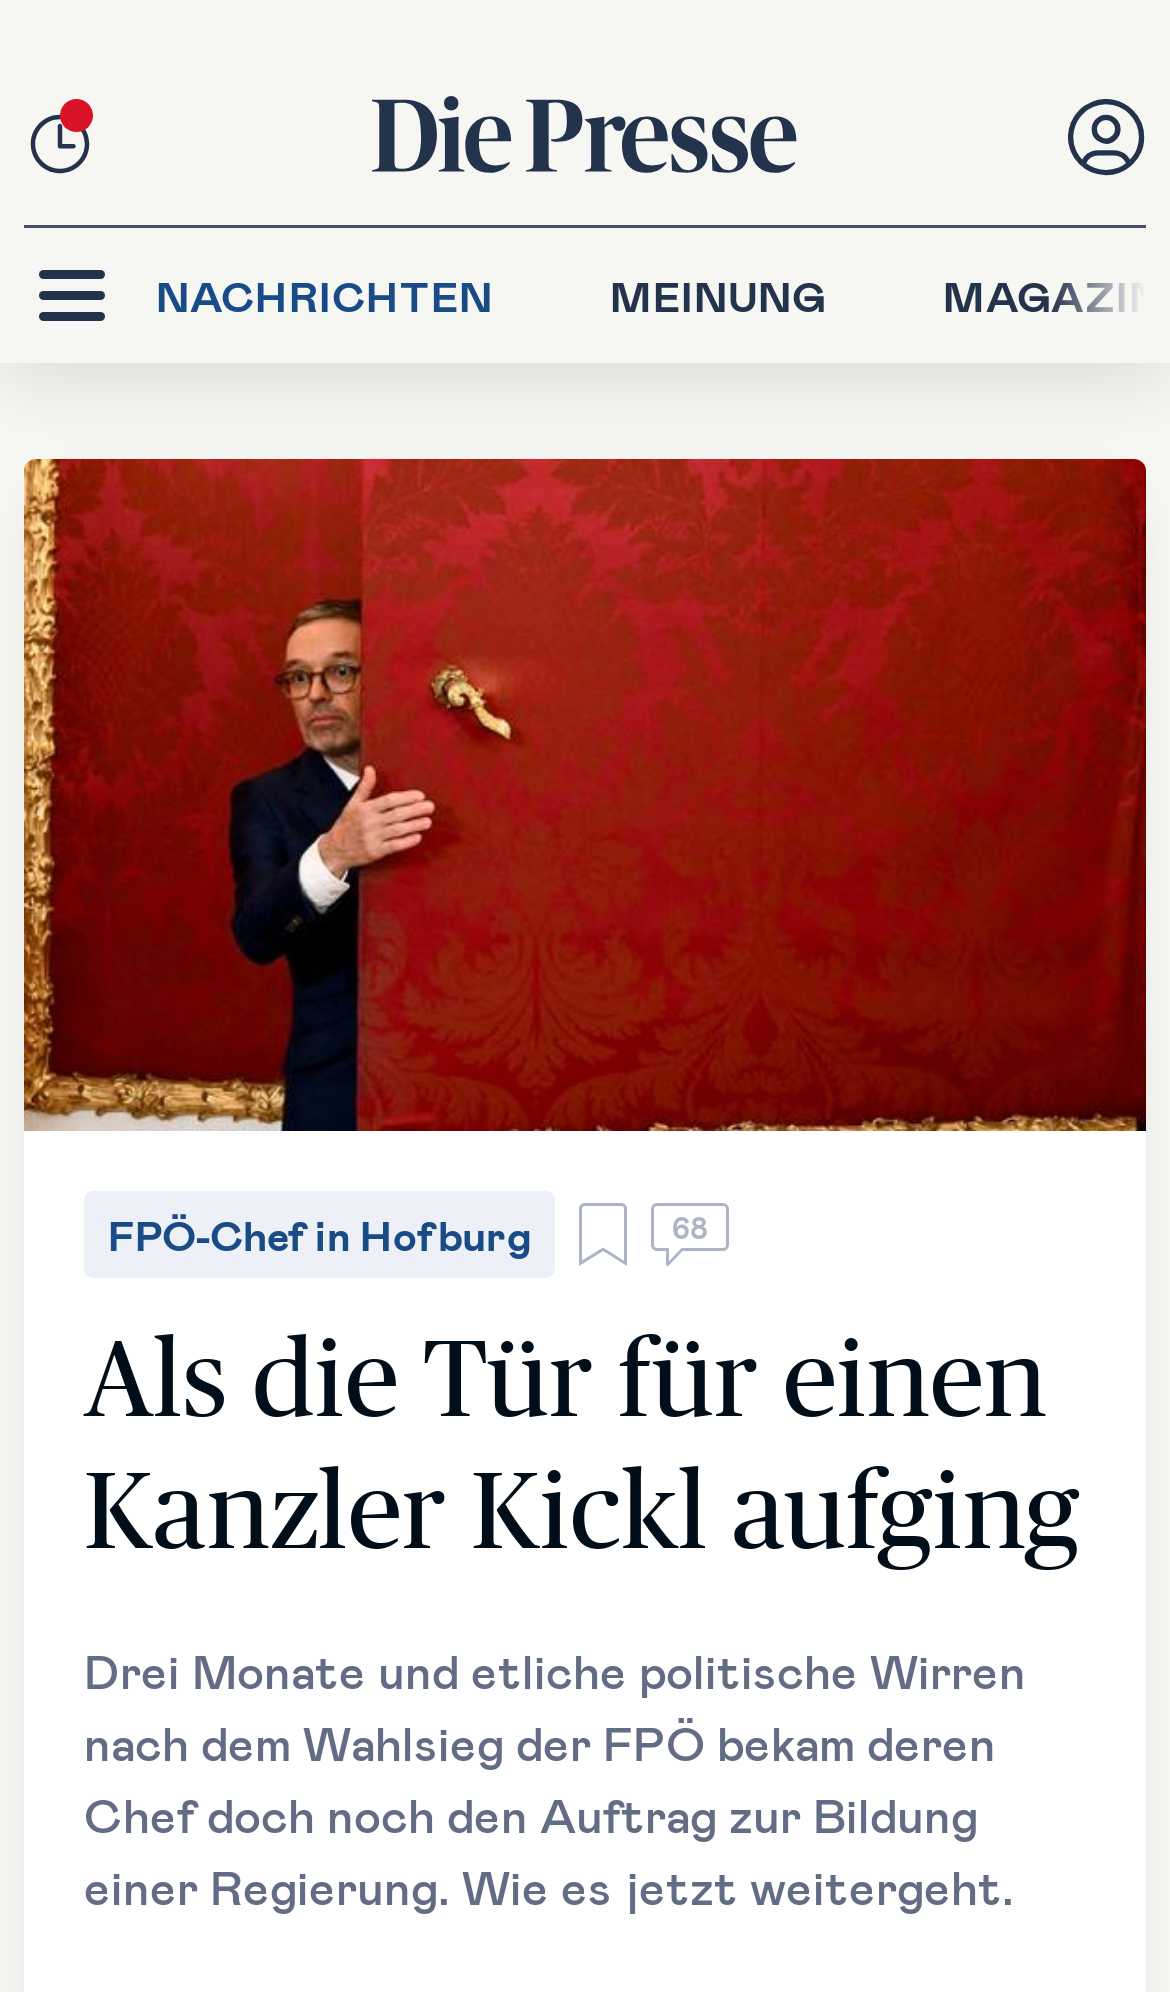 Die Presse
NACHRICHTEN MEINUNG MAGAZIN
FPÖ-Chef in Hofburg 68
Als die Tür für einen
Kanzler Kickl aufging
Drei Monate und etliche politische Wirren
nach dem Wahlsieg der FPÖ bekam deren
Chef doch noch den Auftrag zur Bildung
einer Regierung. Wie es jetzt weitergeht.